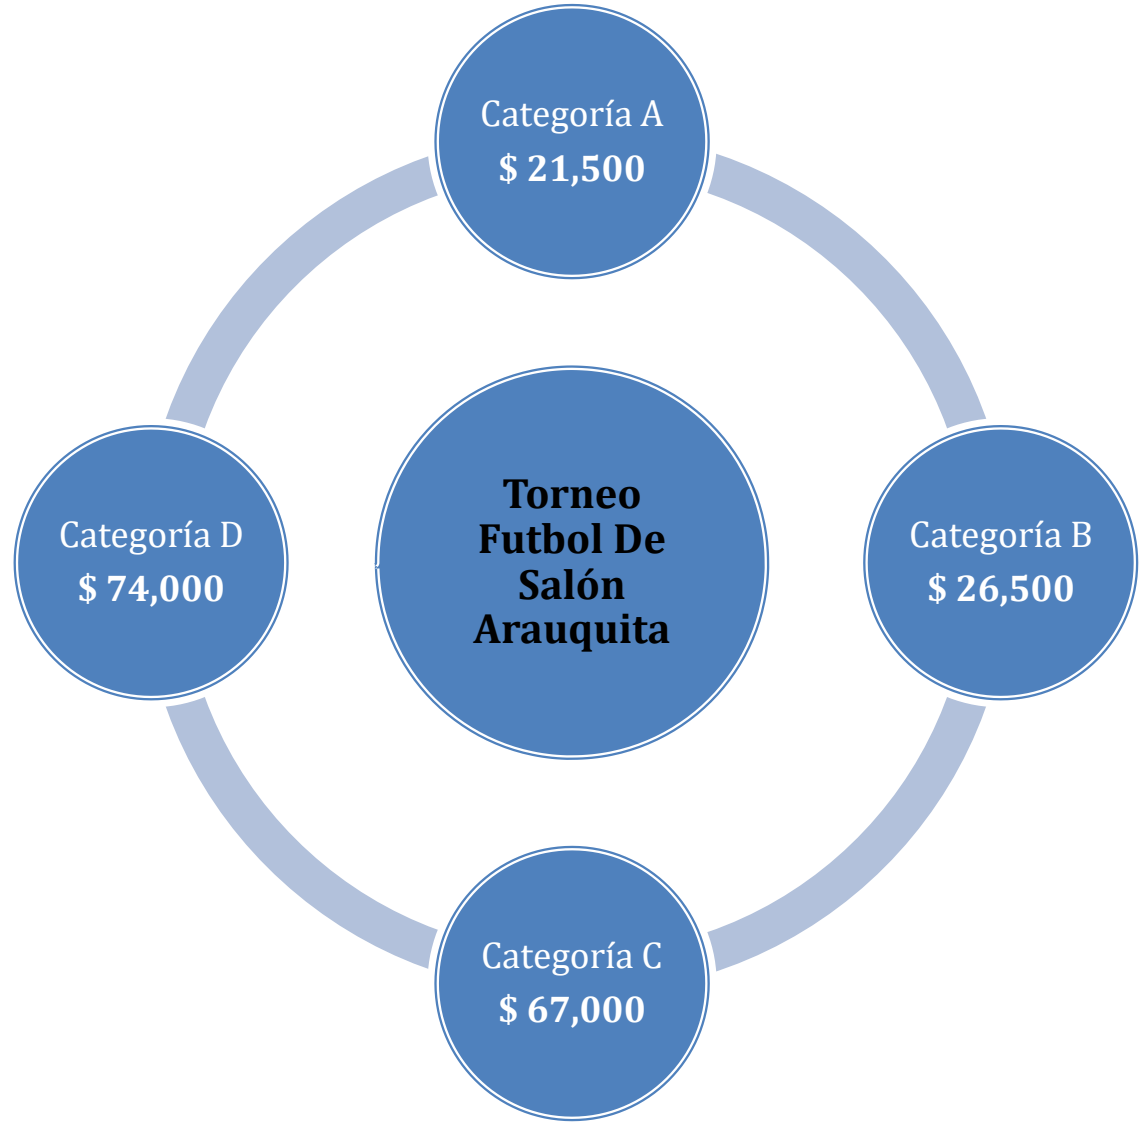 Categoría A
$ 21,500
Torneo
Futbol De
Salón
Arauquita
Categoría D
$ 74,000
Categoría B
$ 26,500
Categoría C
$ 67,000